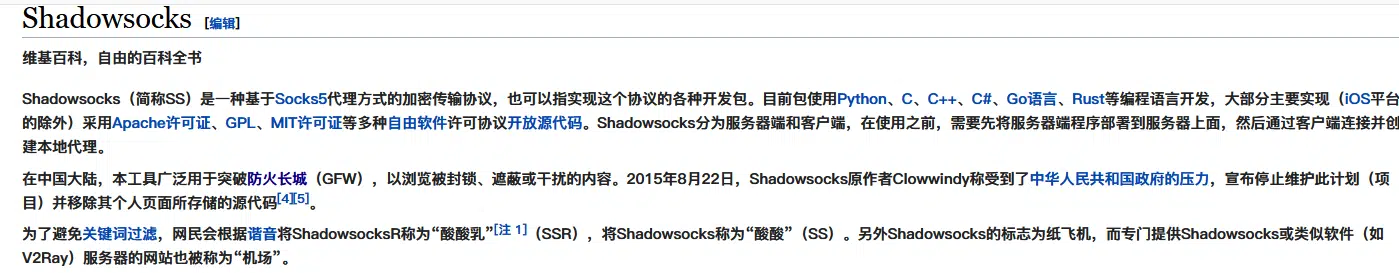 Shadowsocks [编辑]
维基百科，自由的百科全书
Shadowsocks（简称SS）是一种基于Socks5代理方式的加密传输协议，也可以指实现这个协议的各种开发包。目前包使用Python、C、C++、C#、Go语言、Rust等编程语言开发，大部分主要实现（iOS平台
的除外）采用Apache许可证、GPL、MIT许可证等多种自由软件许可协议开放源代码。Shadowsocks分为服务器端和客户端，在使用之前，需要先将服务器端程序部署到服务器上面，然后通过客户端连接并创
建本地代理。
在中国大陆，本工具广泛用于突破防火长城（GFW），以浏览被封锁、遮蔽或干扰的内容。2015年8月22日，Shadowsocks原作者Clowwindy称受到了中华人民共和国政府的压力，宣布停止维护此计划（项
目）并移除其个人页面所存储的源代码[4][5]。
为了避免关键词过滤，网民会根据谐音将ShadowsocksR称为“酸酸乳”[注 1]（SSR），将Shadowsocks称为“酸酸”（SS）。另外Shadowsocks的标志为纸飞机，而专门提供Shadowsocks或类似软件（如
V2Ray）服务器的网站也被称为“机场”。